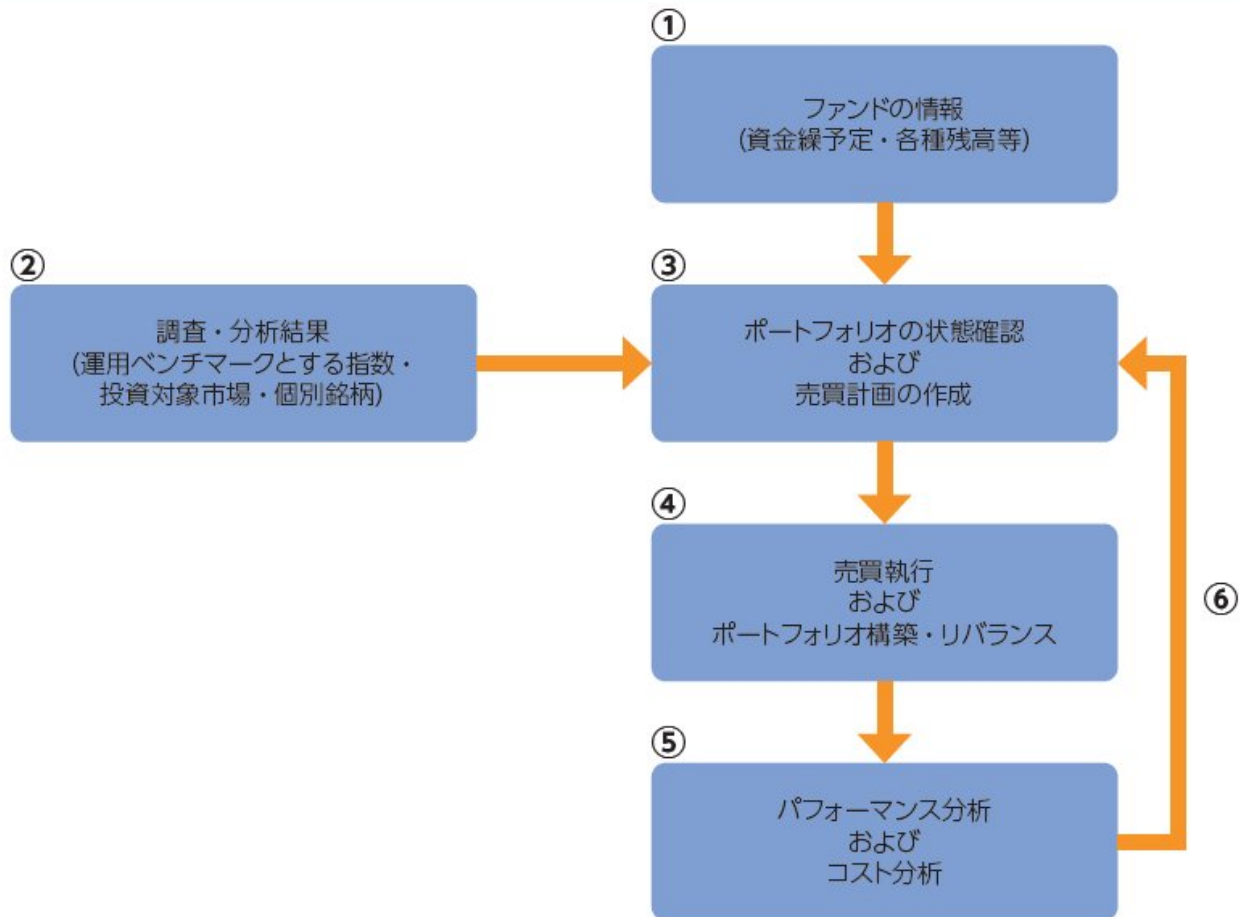 ①
ファンドの情報
(資金繰予定・各種残高等)
②
調査・分析結果
(運用ベンチマークとする指数・
投資対象市場・個別銘柄)
③
ポートフォリオの状態確認
および
売買計画の作成
④
売買執行
および
ポートフォリオ構築・リバランス
⑤
パフォーマンス分析
および
コスト分析
⑥